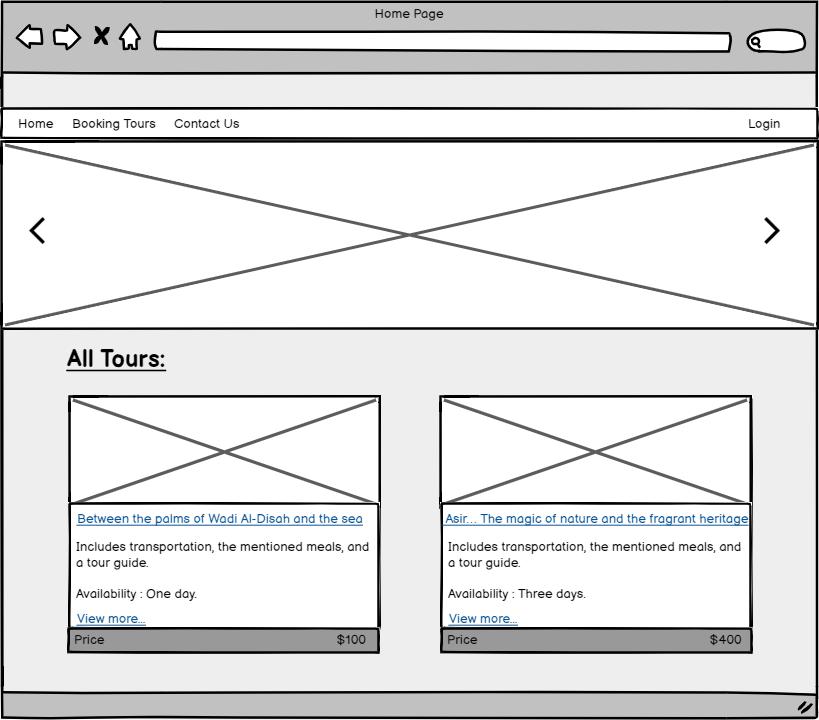 Home Page
Home Booking Tours Contact Us Login
All Tours:
Between the palms of Wadi Al-Disah and the sea
Includes transportation, the mentioned meals, and
a tour guide.
Availability : One day.
View more...
Price $100
Asir... The magic of nature and the fragrant heritage
Includes transportation, the mentioned meals, and
a tour guide.
Availability : Three days.
View more...
Price $400